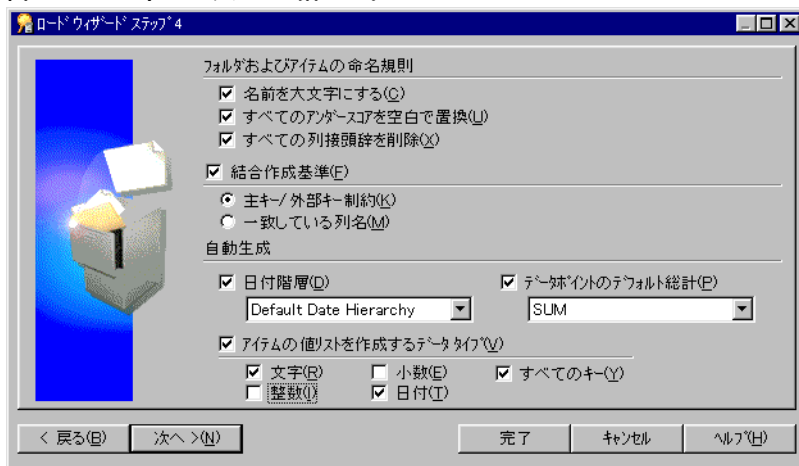 ロードウィザード ステップ4
フォルダおよびアイテムの命名規則
名前を大文字にする(C)
すべてのアンダースコアを空白で置換(U)
すべての列接頭辞を削除(X)
結合作成基準(F)
主キー/外部キー制約(K)
一致している列名(M)
自動生成
日付階層(D)
データポイントのデフォルト総計(P)
Default Date Hierarchy
SUM
アイテムの値リストを作成するデータ タイプ(V)
文字(R)
小数(E)
すべてのキー(Y)
整数(I)
日付(T)
< 戻る(B)
次へ >(N)
完了
キャンセル
ヘルプ(H)